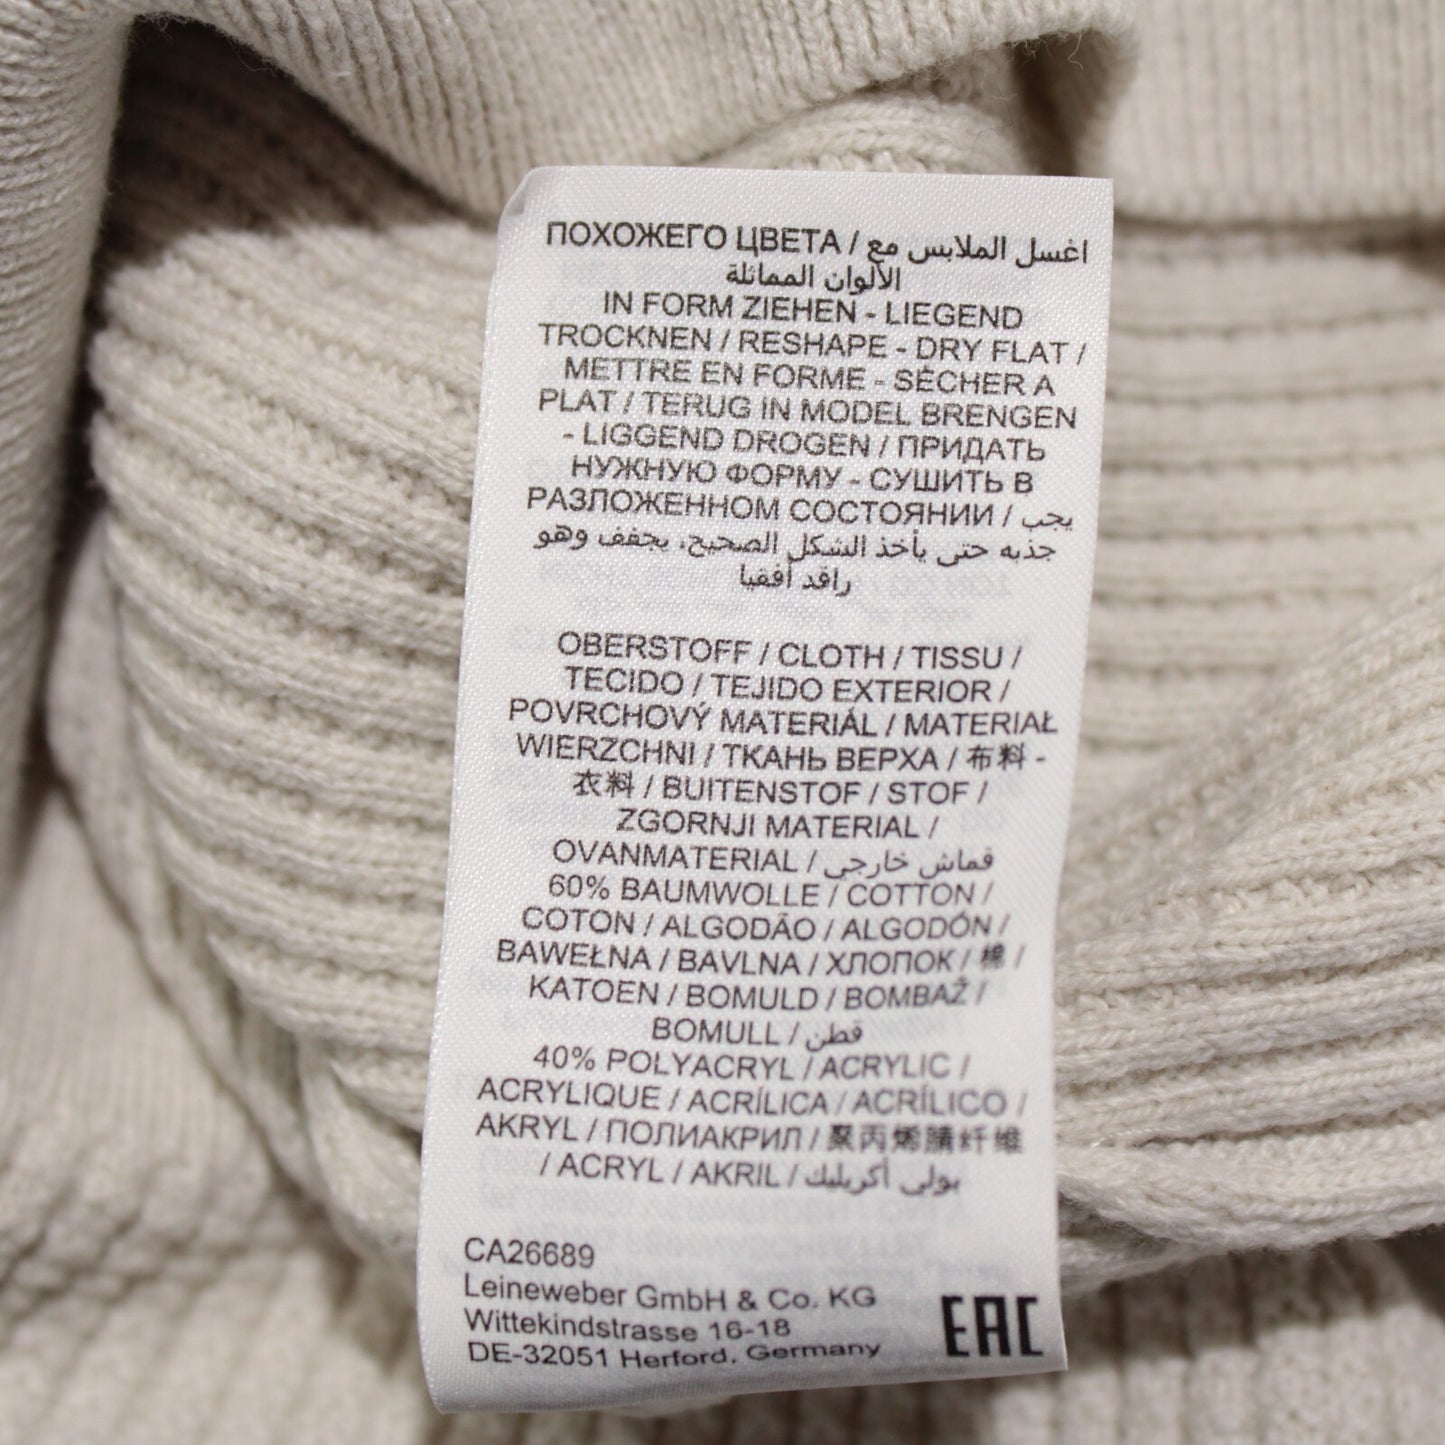 ПОХОЖЕГО ЦВЕТА / اغسل الملابس مع
الألوان المماثلة
IN FORM ZIEHEN - LIEGEND
TROCKNEN / RESHAPE - DRY FLAT /
METTRE EN FORME - SÉCHER A
PLAT / TERUG IN MODEL BRENGEN
- LIGGEND DROGEN / ПРИДАТЬ
НУЖНУЮ ФОРМУ - СУШИТЬ В
РАЗЛОЖЕННОМ СОСТОЯНИИ / يجب
جذبه حتى يأخذ الشكل الصحيح، يجفف وهو
راقد أفقيا
OBERSTOFF / CLOTH / TISSU /
TECIDO / TEJIDO EXTERIOR /
POVRCHOVÝ MATERIÁL / MATERIAŁ
WIERZCHNI / ТКАНЬ ВЕРХА / 布料 -
衣料 / BUITENSTOF / STOF /
ZGORNJI MATERIAL /
OVANMATERIAL / قماش خارجي
60% BAUMWOLLE / COTTON /
COTON / ALGODÃO / ALGODÓN /
BAWEŁNA / BAVLNA / ХЛОПОК / 棉 /
KATOEN / BOMULD / BOMBAŽ /
BOMULL / قطن
40% POLYACRYL / ACRYLIC /
ACRYLIQUE / ACRÍLICA / ACRÍLICO /
AKRYL / ПОЛИАКРИЛ / 聚丙烯腈纤维
/ ACRYL / AKRIL / بولي أكريليك
CA26689
Leineweber GmbH & Co. KG
Wittekindstrasse 16-18
DE-32051 Herford, Germany
EAC